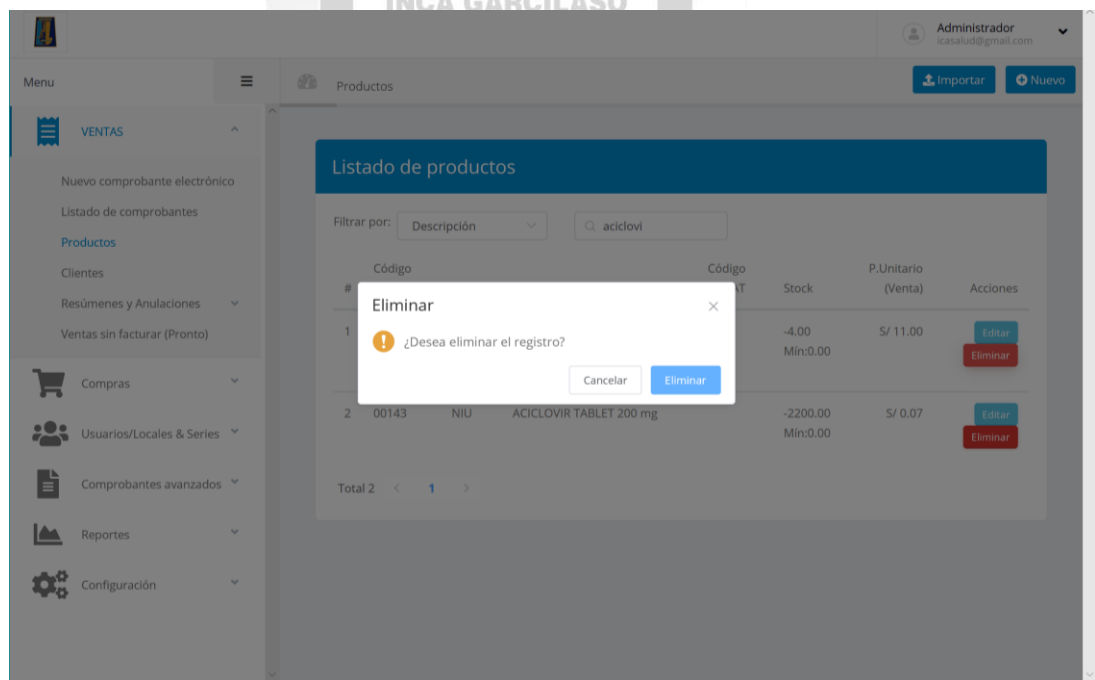 INCA GARCILASO
Administrador
icasalud@gmail.com
Menu
Productos
Importar
Nuevo
VENTAS
Nuevo comprobante electrónico
Listado de comprobantes
Productos
Clientes
Resúmenes y Anulaciones
Ventas sin facturar (Pronto)
Compras
Usuarios/Locales & Series
Comprobantes avanzados
Reportes
Configuración
Listado de productos
Filtrar por: Descripción aciclovi
Código Código P.Unitario
# Stock (Venta) Acciones
Eliminar
¿Desea eliminar el registro?
Cancelar Eliminar
1 -4.00 S/ 11.00 Editar
Mín:0.00 Eliminar
2 00143 NIU ACICLOVIR TABLET 200 mg -2200.00 S/ 0.07 Editar
Mín:0.00 Eliminar
Total 2 < 1 >